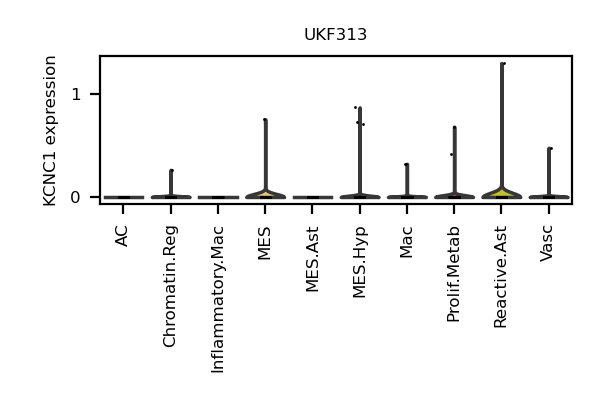 UKF313
KCNC1 expression
1
0
AC
Chromatin.Reg
Inflammatory.Mac
MES
MES.Ast
MES.Hyp
Mac
Prolif.Metab
Reactive.Ast
Vasc